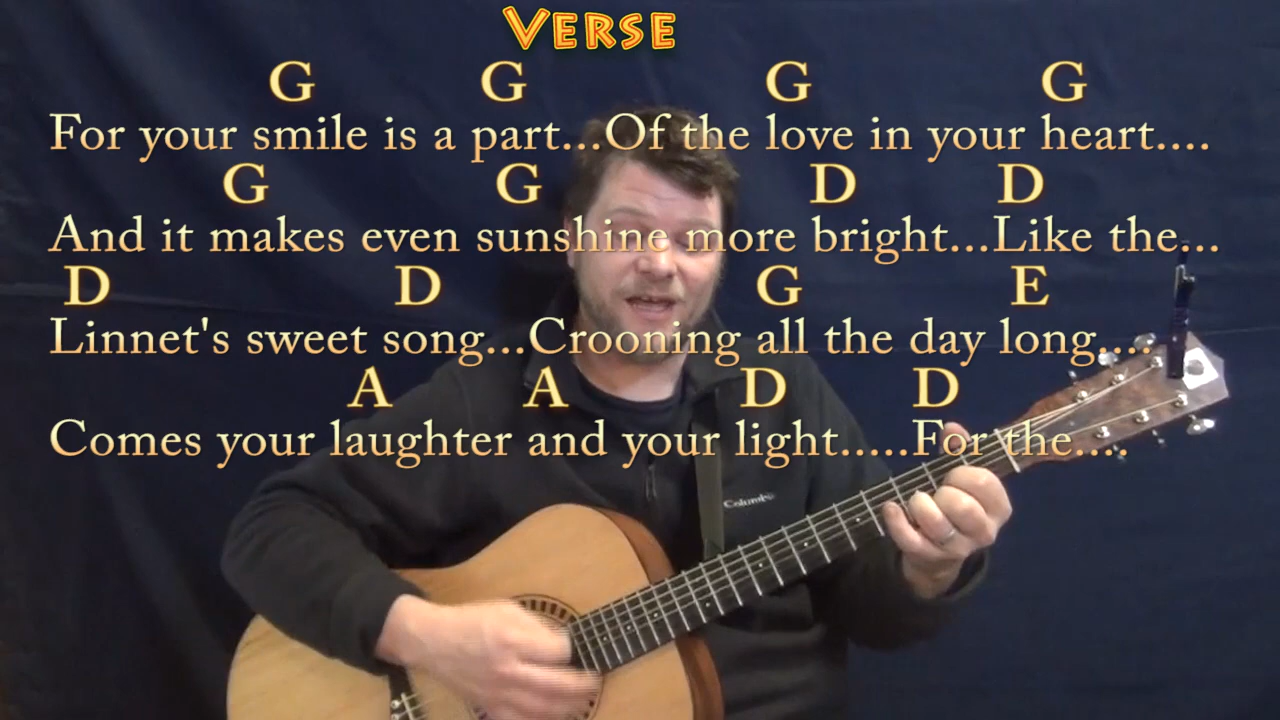 VERSE
G G G G
For your smile is a part...Of the love in your heart....
G G D D
And it makes even sunshine more bright...Like the...
D D G E
Linnet's sweet song...Crooning all the day long....
A A D D
Comes your laughter and your light.....For the....
Columbia